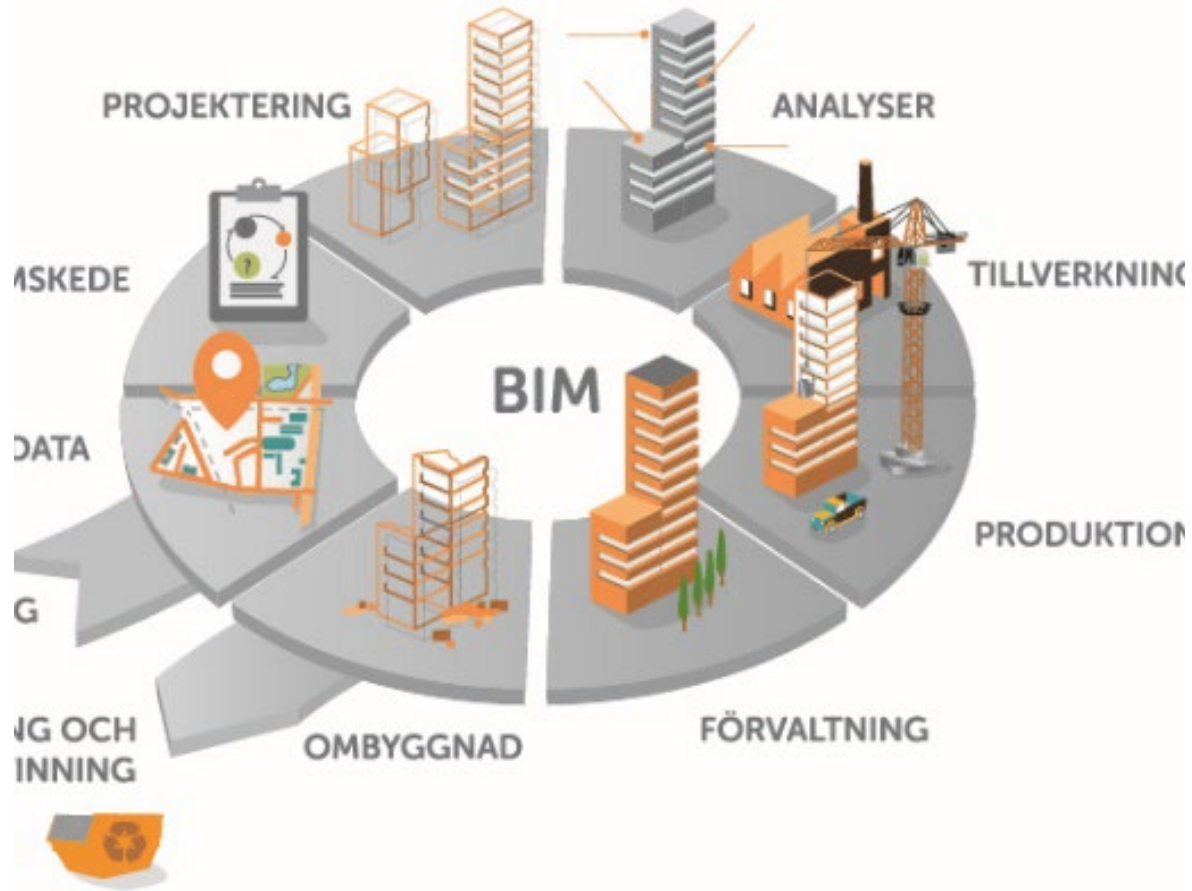 PROJEKTERING
ANALYSER
MSKEDE
?
TILLVERKNING
BIM
DATA
PRODUKTION
G
NG OCH
INNING
OMBYGGNAD
FÖRVALTNING